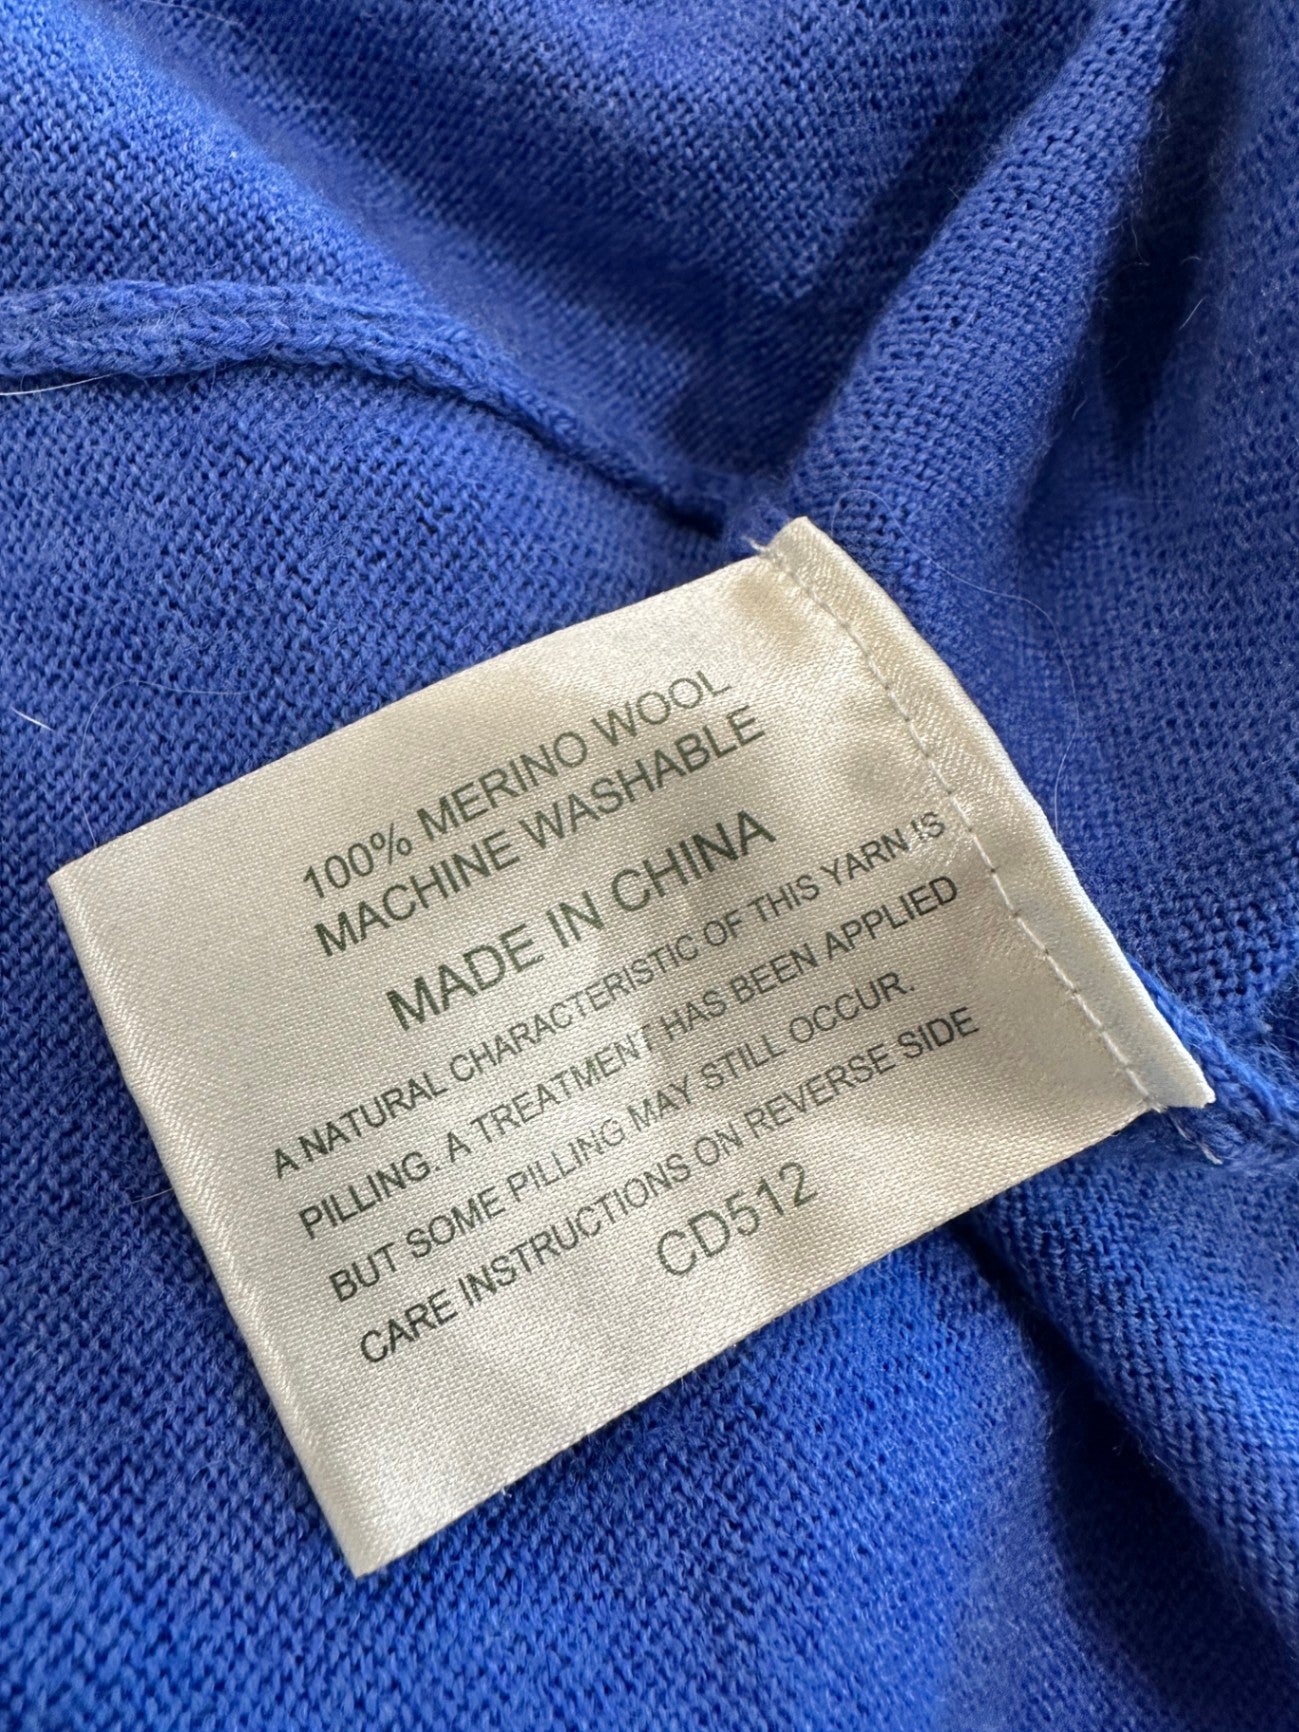 100% MERINO WOOL
MACHINE WASHABLE
MADE IN CHINA
A NATURAL CHARACTERISTIC OF THIS YARN IS
PILLING. A TREATMENT HAS BEEN APPLIED
BUT SOME PILLING MAY STILL OCCUR.
CARE INSTRUCTIONS ON REVERSE SIDE
CD512